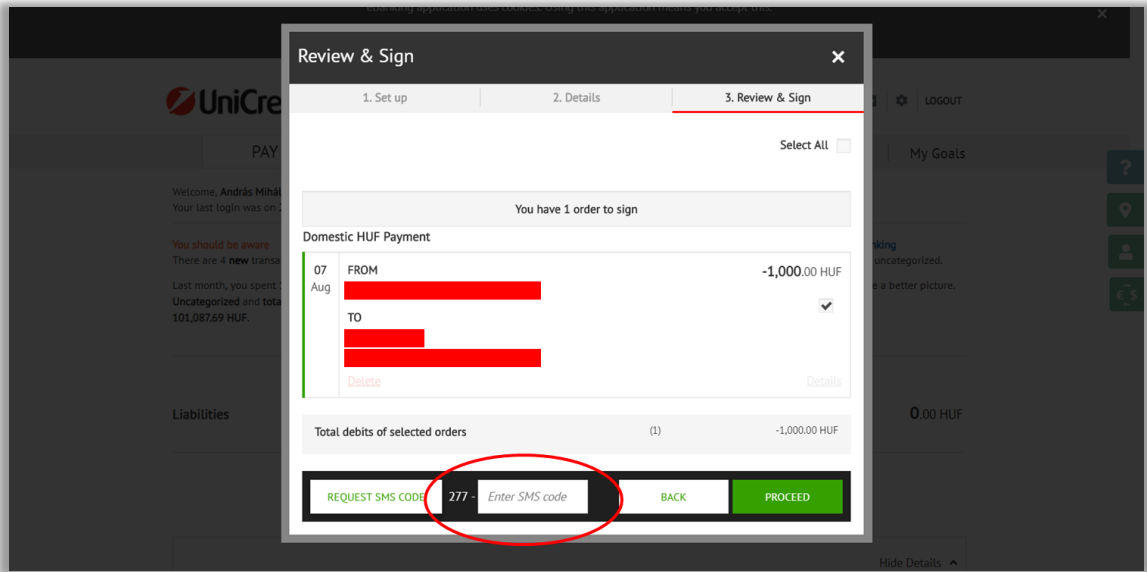 ebanking application uses cookies. Using this application means you accept this.
Review & Sign
1. Set up
2. Details
3. Review & Sign
UniCre
LOGOUT
Select All
PAY
My Goals
Welcome, András Mihál
Your last login was on 2
You have 1 order to sign
Domestic HUF Payment
You should be aware
There are 4 new transa
nking
uncategorized.
07
Aug
FROM
-1,000.00 HUF
Last month, you spent
Uncategorized and tota
101,087.69 HUF.
e a better picture.
TO
Delete
Details
Liabilities
0.00 HUF
Total debits of selected orders
(1)
-1,000.00 HUF
REQUEST SMS CODE
277 -
Enter SMS code
BACK
PROCEED
Hide Details